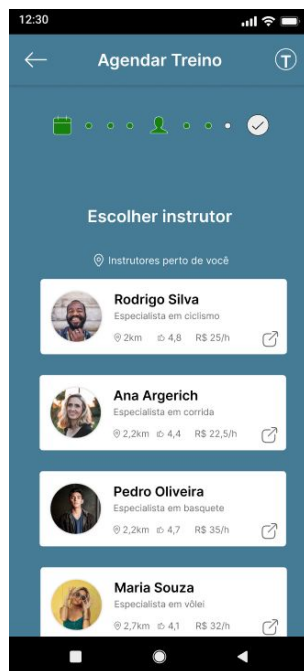 12:30
Agendar Treino
T
Escolher instrutor
Instrutores perto de você
Rodrigo Silva
Especialista em ciclismo
2km 4,8 R$ 25/h
Ana Argerich
Especialista em corrida
2,2km 4,4 R$ 22,5/h
Pedro Oliveira
Especialista em basquete
2,2km 4,7 R$ 35/h
Maria Souza
Especialista em vôlei
2,7km 4,1 R$ 32/h